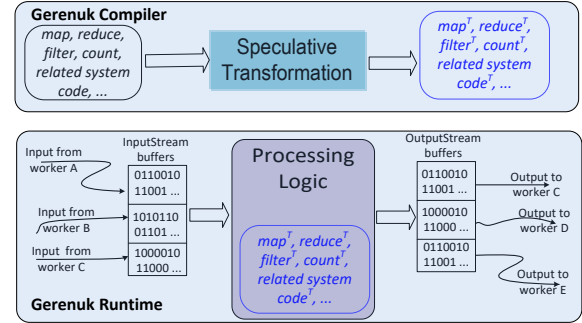 Gerenuk Compiler
map, reduce,
filter, count,
related system
code, ...
Speculative
Transformation
mapᵀ, reduceᵀ,
filterᵀ, countᵀ,
related system
codeᵀ, ...
Input from
worker A
Input from
worker B
Input from
worker C
InputStream
buffers
0110010
11001 ...
1010110
01101 ...
1000010
11000 ...
Processing
Logic
mapᵀ, reduceᵀ,
filterᵀ, countᵀ,
related system
codeᵀ, ...
OutputStream
buffers
0110010
11001 ...
1000010
11000 ...
0110010
11001 ...
Output to
worker C
Output to
worker D
Output to
worker E
Gerenuk Runtime